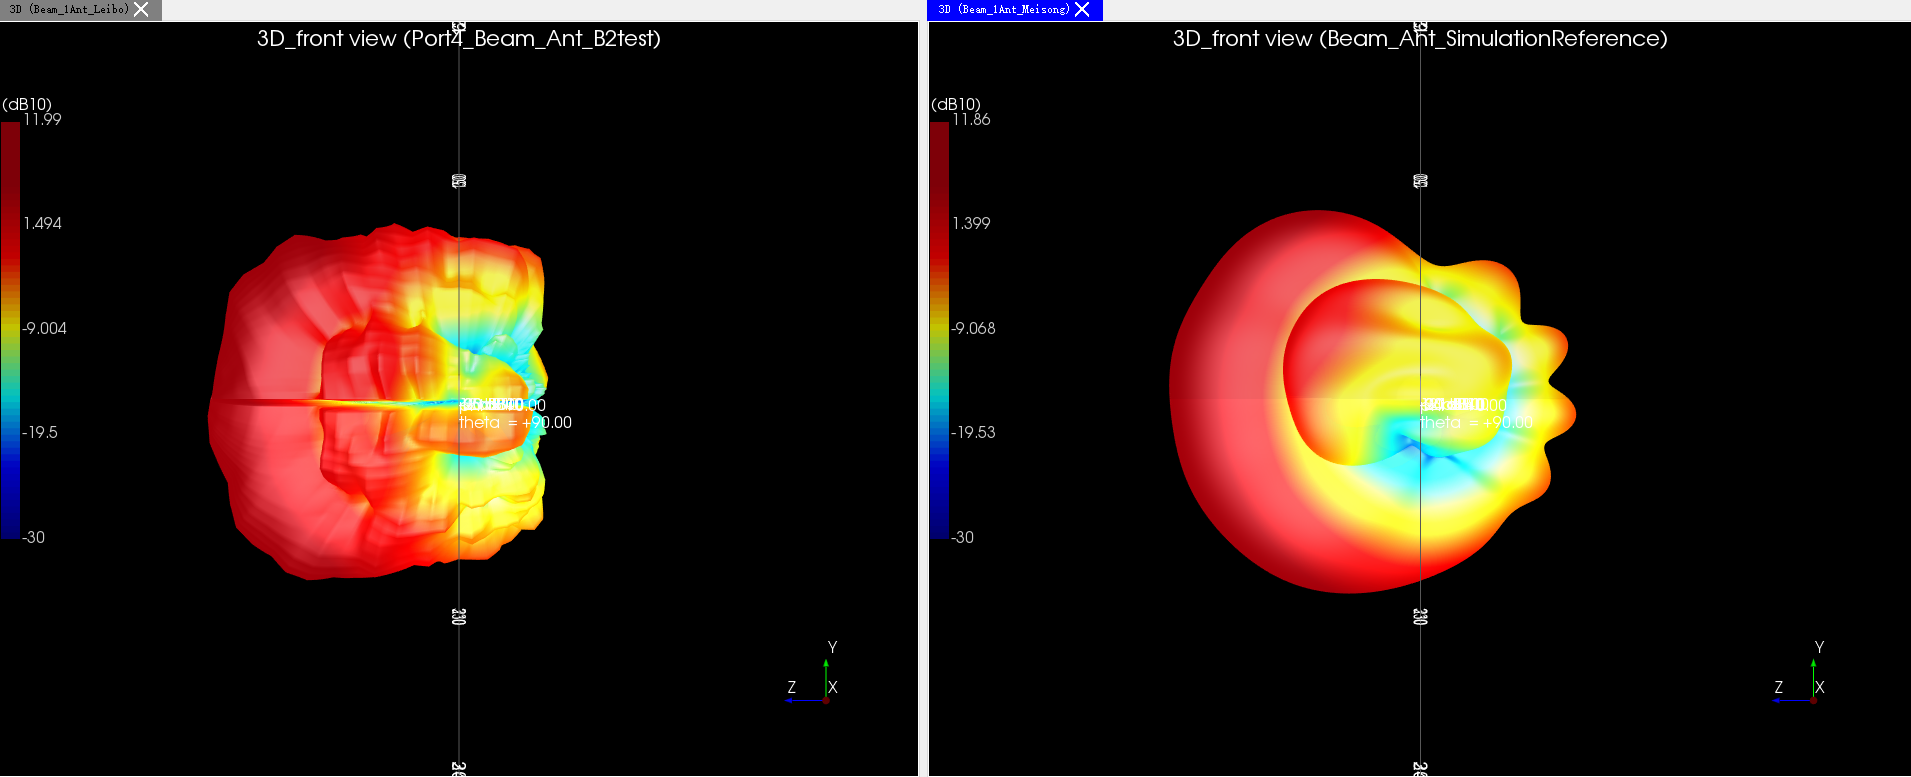 3D (Beam_1Ant_Leibo)
3D_front view (Port4_Beam_Ant_B2test)
(dB10)
11.99
1.494
-9.004
-19.5
-30
theta = +90.00
Y
Z
X
3D (Beam_1Ant_Meisong)
3D_front view (Beam_Ant_SimulationReference)
(dB10)
11.86
1.399
-9.068
-19.53
-30
theta = +90.00
Y
Z
X